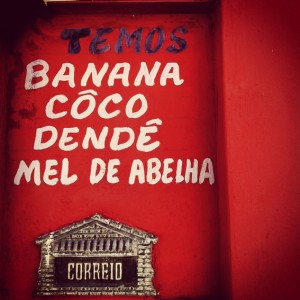 TEMOS
BANANA
CÔCO
DENDÊ
MEL DE ABELHA
CORREIO